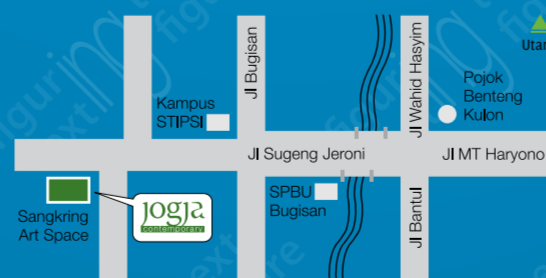 Jl Bugisan
Jl Wahid Hasyim
Kampus
STIPSI
Pojok
Benteng
Kulon
Jl Sugeng Jeroni
Jl MT Haryono
Sangkring
Art Space
jogja
contemporary
SPBU
Bugisan
Jl Bantul